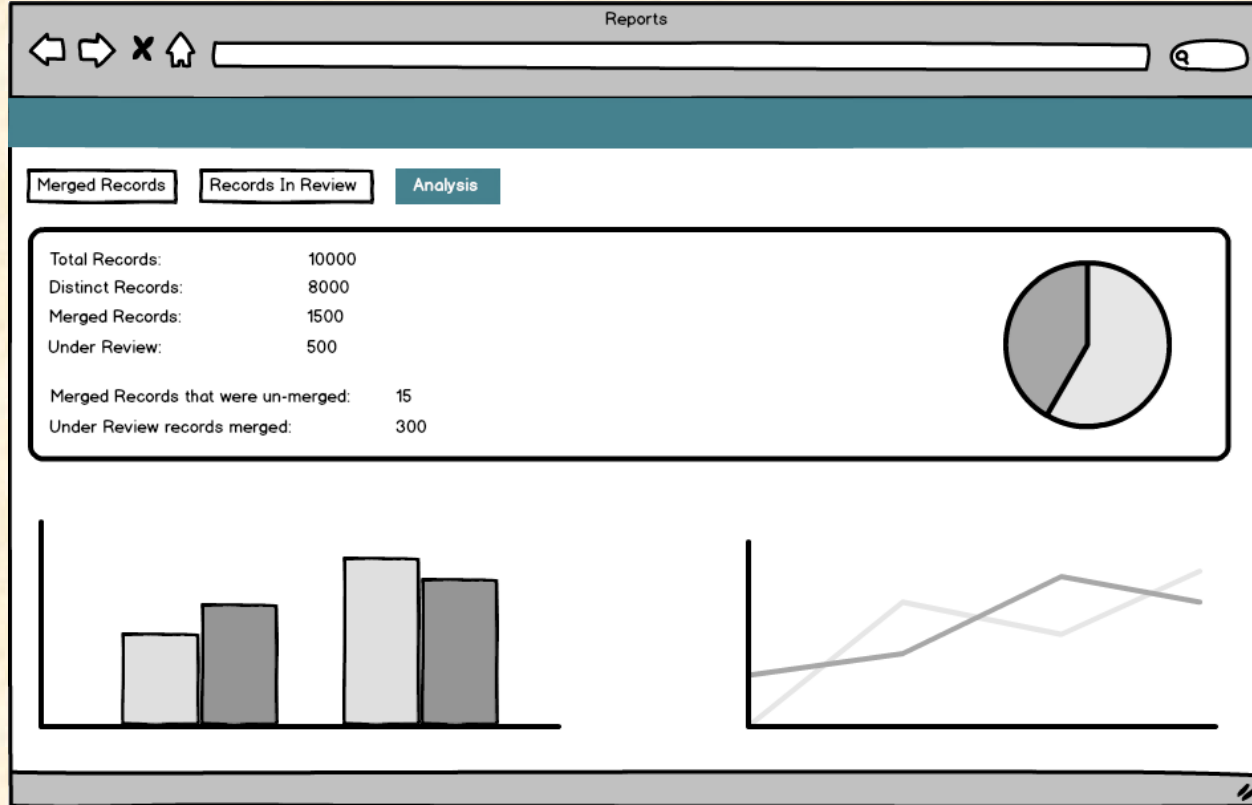 Reports
Merged Records
Records In Review
Analysis
Total Records: 10000
Distinct Records: 8000
Merged Records: 1500
Under Review: 500
Merged Records that were un-merged: 15
Under Review records merged: 300